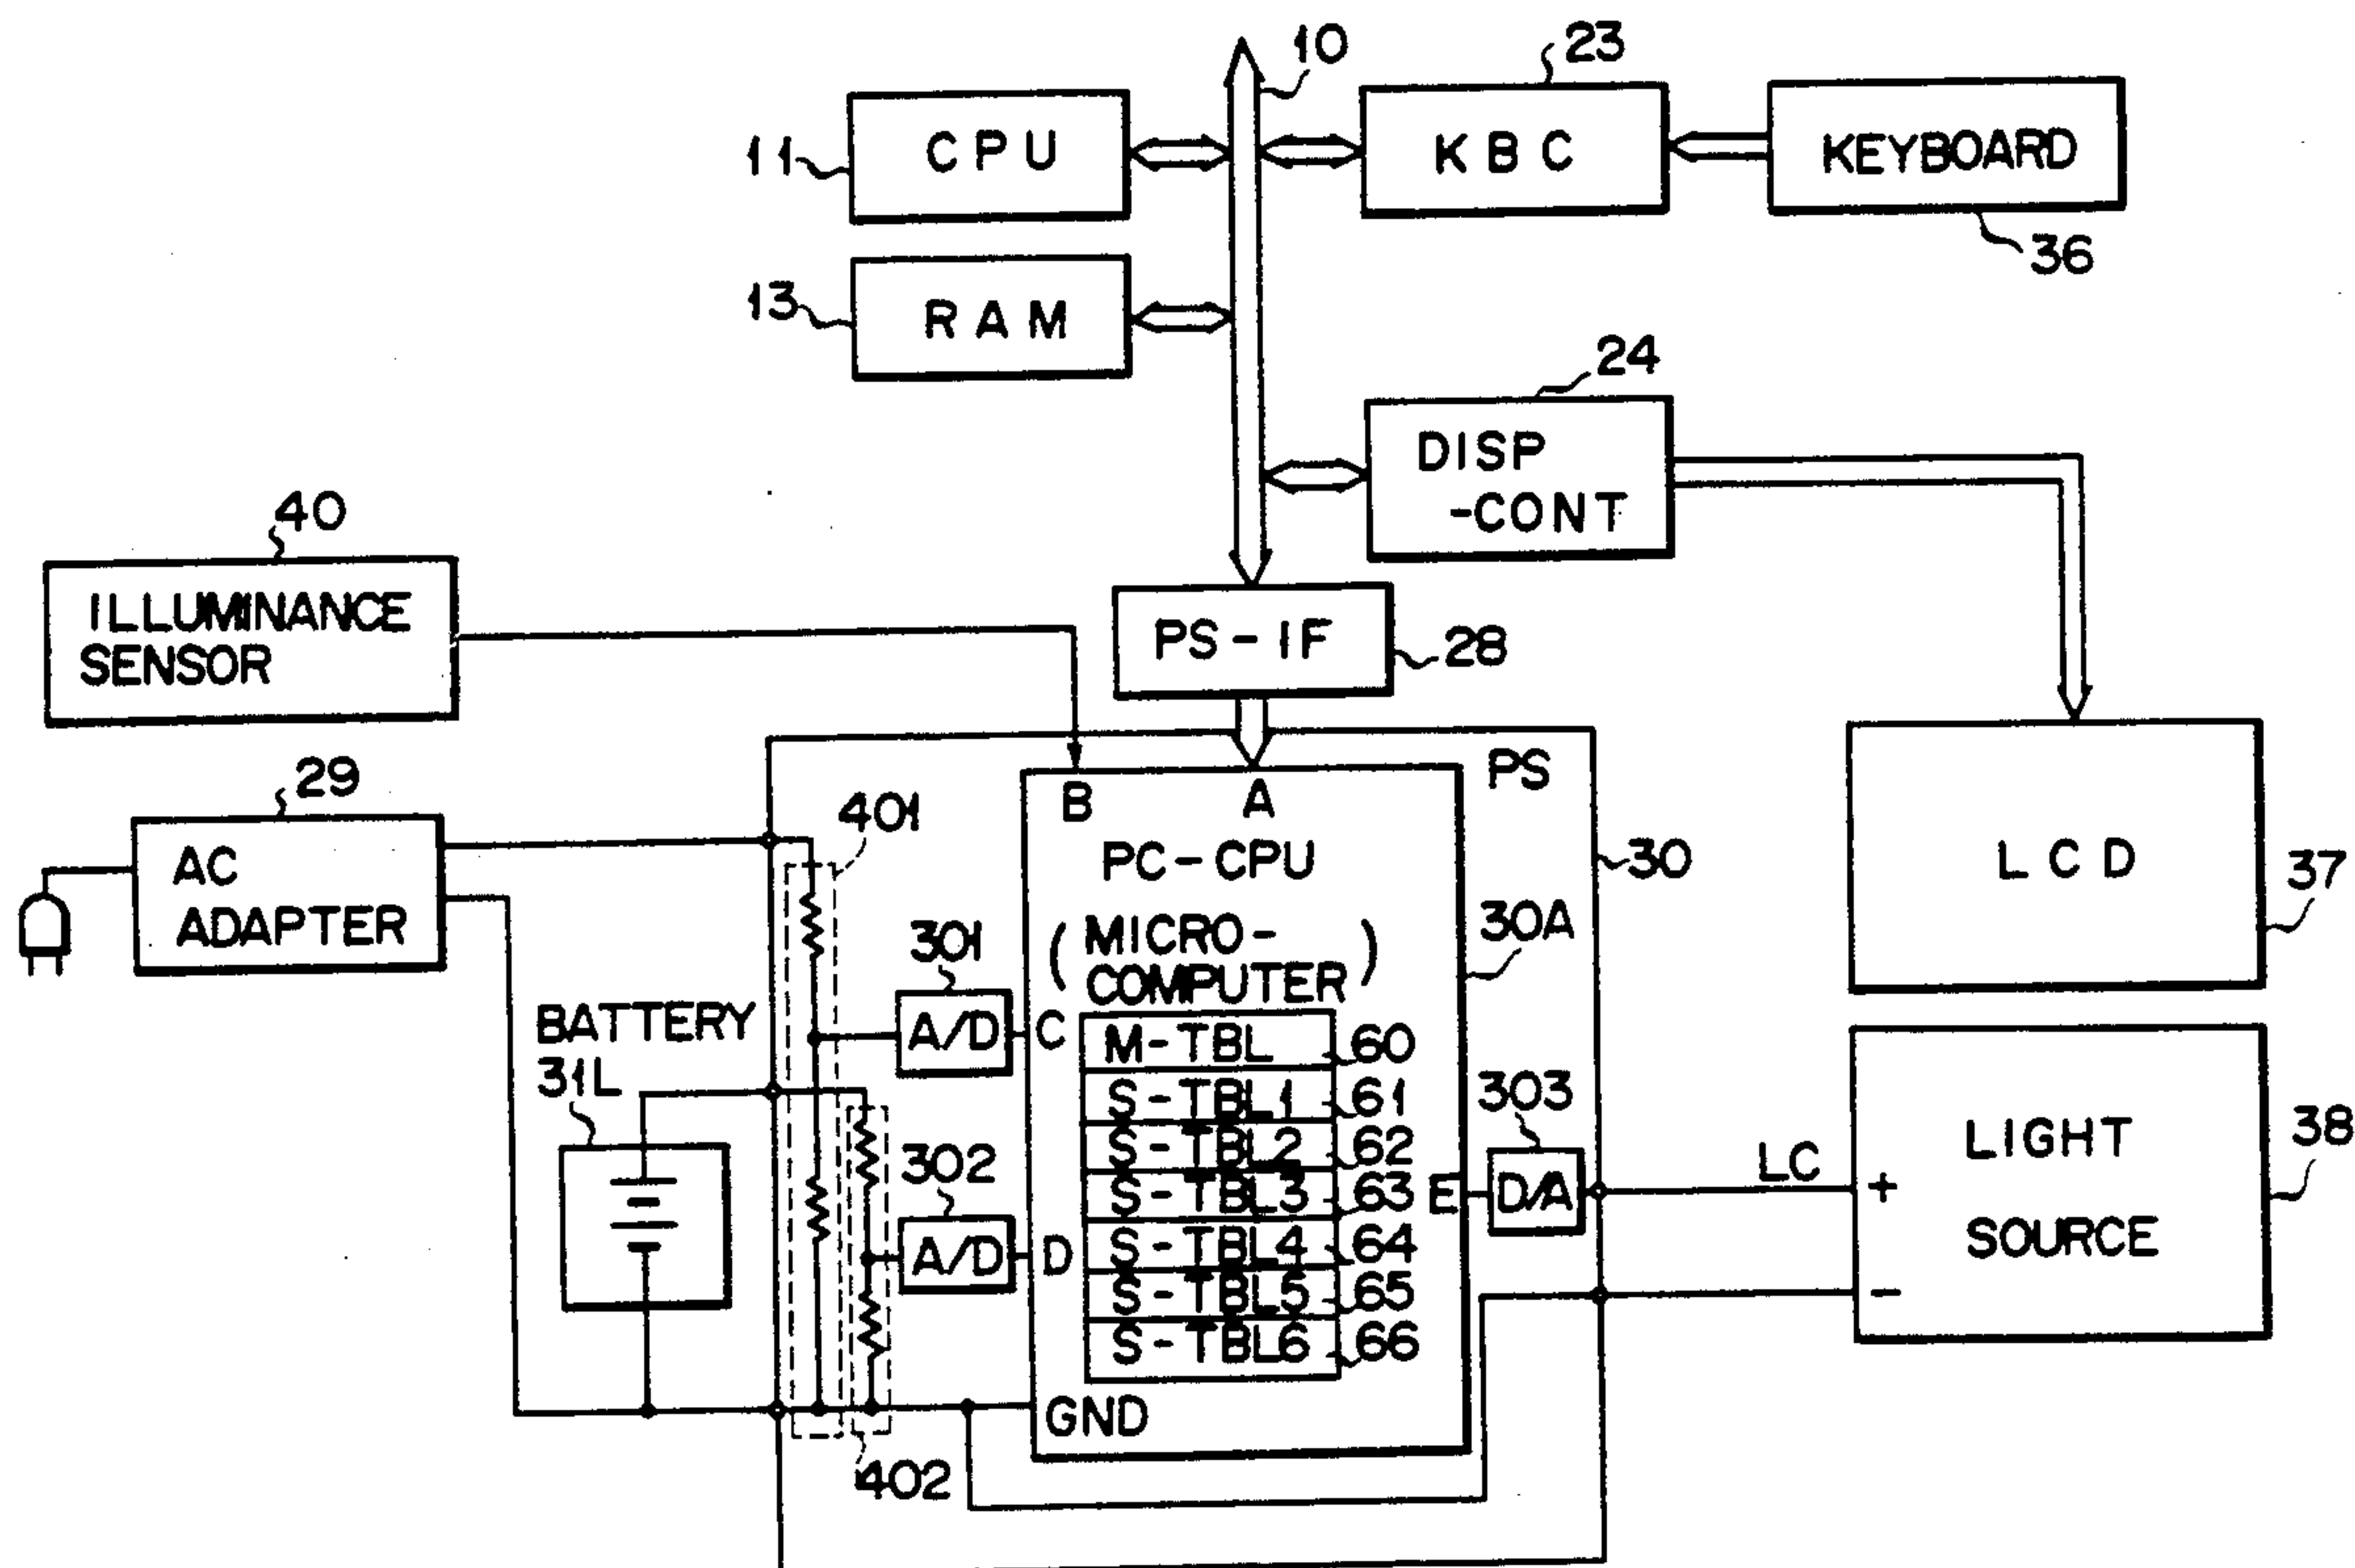 10
23
11
CPU
KBC
KEYBOARD
36
13
RAM
24
DISP
-CONT
40
ILLUMINANCE
SENSOR
PS-IF
28
29
AC
ADAPTER
401
B
A
PS
PC-CPU
30
LCD
37
(MICRO-
COMPUTER)
30A
301
A/D
C
BATTERY
31L
M-TBL
60
S-TBL1
61
S-TBL2
62
S-TBL3
63
S-TBL4
64
S-TBL5
65
S-TBL6
66
302
A/D
D
303
E
D/A
LC
+
-
LIGHT
SOURCE
38
GND
402